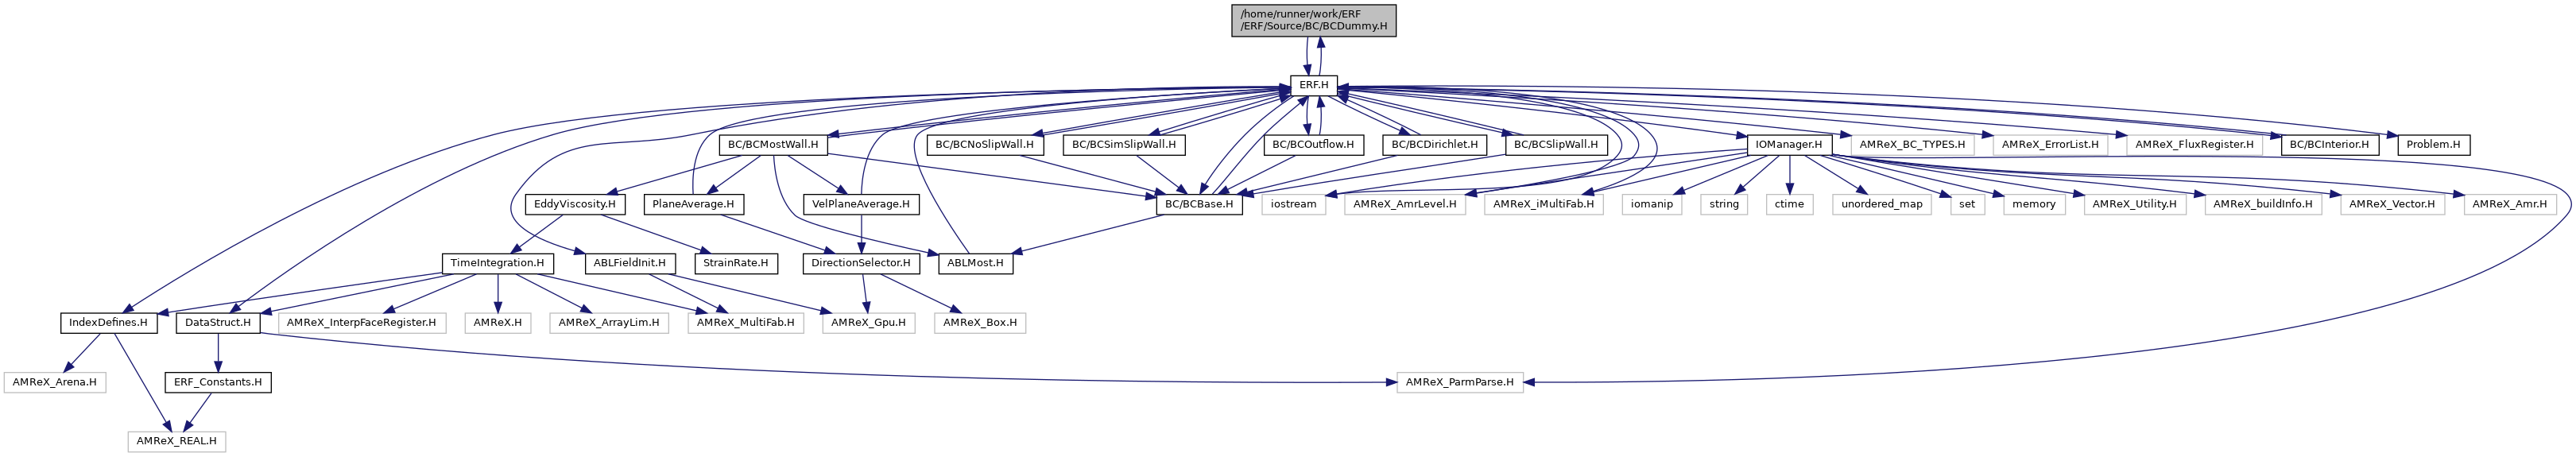 /home/runner/work/ERF
/ERF/Source/BC/BCDummy.H
ERF.H
BC/BCMostWall.H
BC/BCNoSlipWall.H
BC/BCSimSlipWall.H
BC/BCOutflow.H
BC/BCDirichlet.H
BC/BCSlipWall.H
IOManager.H
AMReX_BC_TYPES.H
AMReX_ErrorList.H
AMReX_FluxRegister.H
BC/BCInterior.H
Problem.H
EddyViscosity.H
PlaneAverage.H
VelPlaneAverage.H
BC/BCBase.H
iostream
AMReX_AmrLevel.H
AMReX_iMultiFab.H
iomanip
string
ctime
unordered_map
set
memory
AMReX_Utility.H
AMReX_buildInfo.H
AMReX_Vector.H
AMReX_Amr.H
TimeIntegration.H
ABLFieldInit.H
StrainRate.H
DirectionSelector.H
ABLMost.H
IndexDefines.H
DataStruct.H
AMReX_InterpFaceRegister.H
AMReX.H
AMReX_ArrayLim.H
AMReX_MultiFab.H
AMReX_Gpu.H
AMReX_Box.H
AMReX_Arena.H
ERF_Constants.H
AMReX_ParmParse.H
AMReX_REAL.H